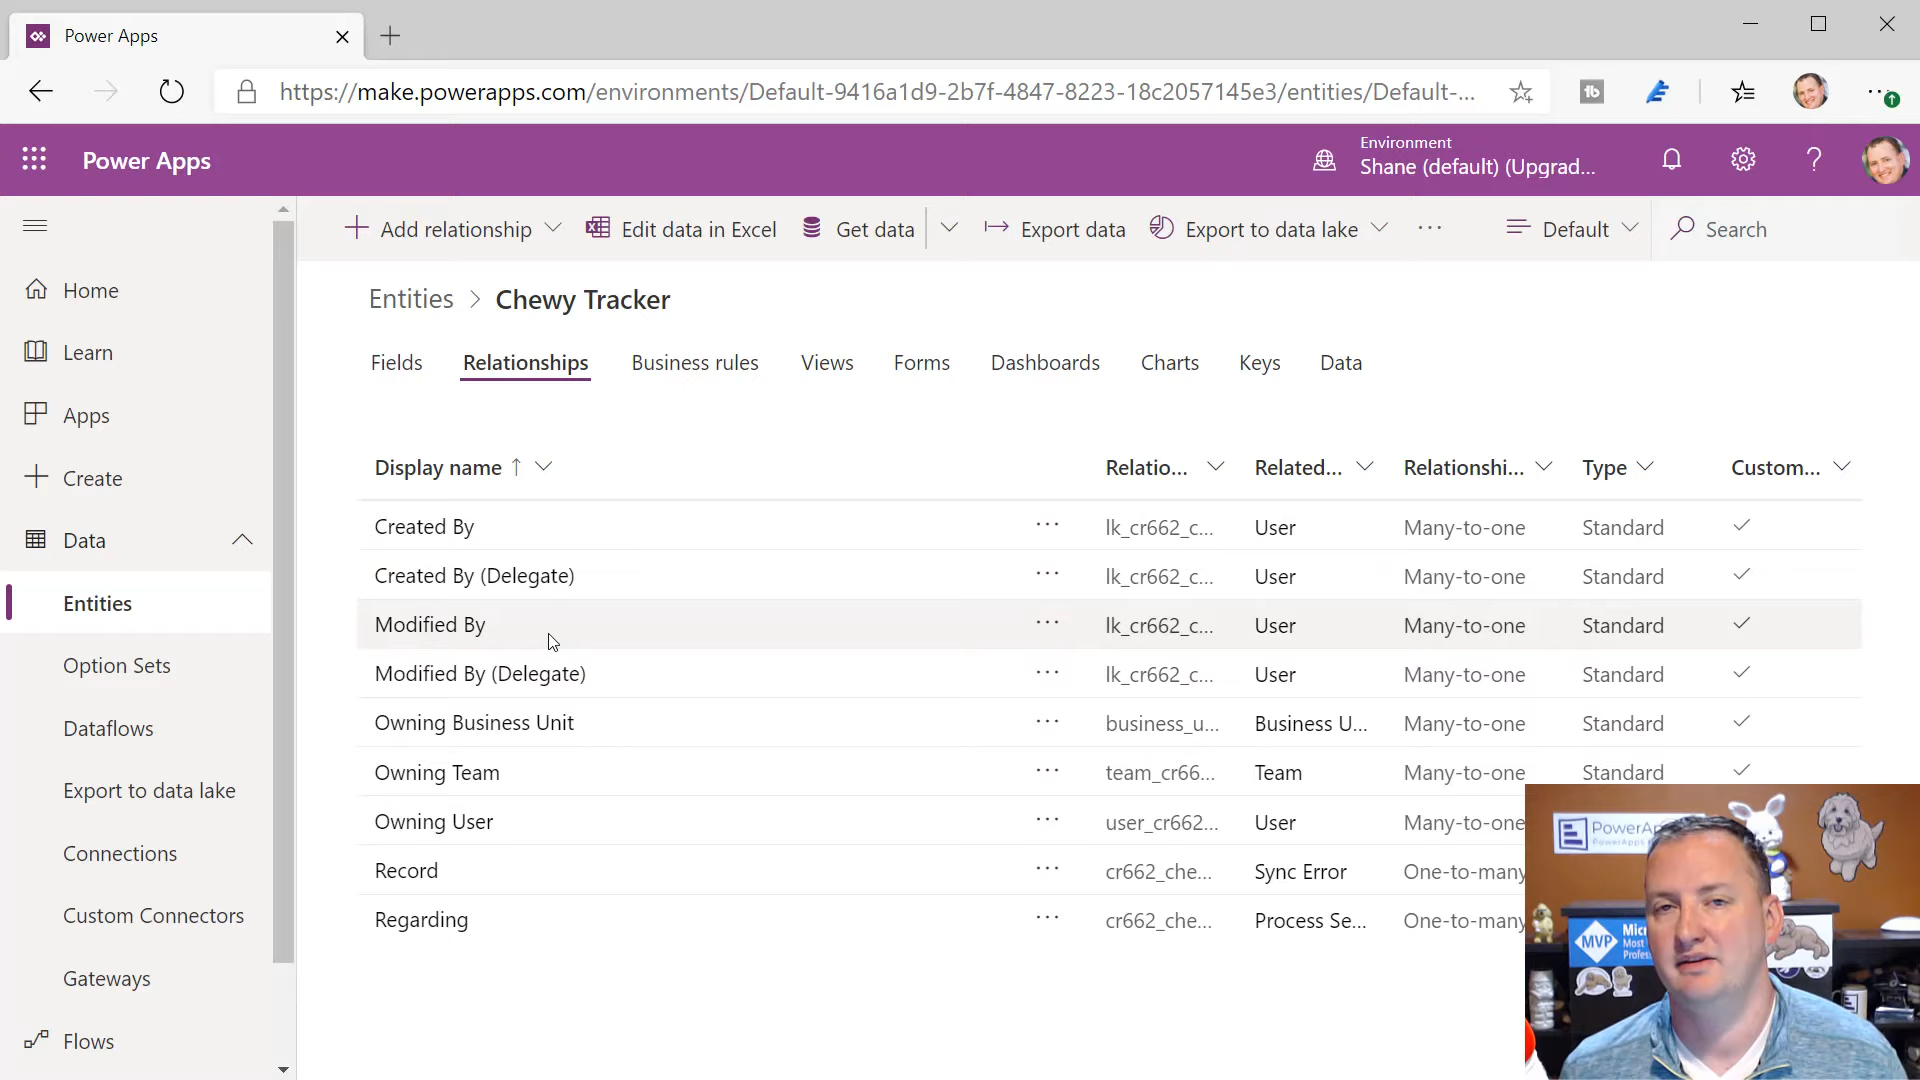 Power Apps
https://make.powerapps.com/environments/Default-9416a1d9-2b7f-4847-8223-18c2057145e3/entities/Default-...
Power Apps
Environment
Shane (default) (Upgrad...
Add relationship
Edit data in Excel
Get data
Export data
Export to data lake
Default
Search
Home
Learn
Apps
Create
Data
Entities
Option Sets
Dataflows
Export to data lake
Connections
Custom Connectors
Gateways
Flows
Entities > Chewy Tracker
Fields Relationships Business rules Views Forms Dashboards Charts Keys Data
Display name Relatio... Related... Relationshi... Type Custom...
Created By ... lk_cr662_c... User Many-to-one Standard
Created By (Delegate) ... lk_cr662_c... User Many-to-one Standard
Modified By ... lk_cr662_c... User Many-to-one Standard
Modified By (Delegate) ... lk_cr662_c... User Many-to-one Standard
Owning Business Unit ... business_u... Business U... Many-to-one Standard
Owning Team ... team_cr66... Team Many-to-one Standard
Owning User ... user_cr662... User Many-to-one
Record ... cr662_che... Sync Error One-to-many
Regarding ... cr662_che... Process Se... One-to-many
PowerAp
MVP
Micr
Most
Profes